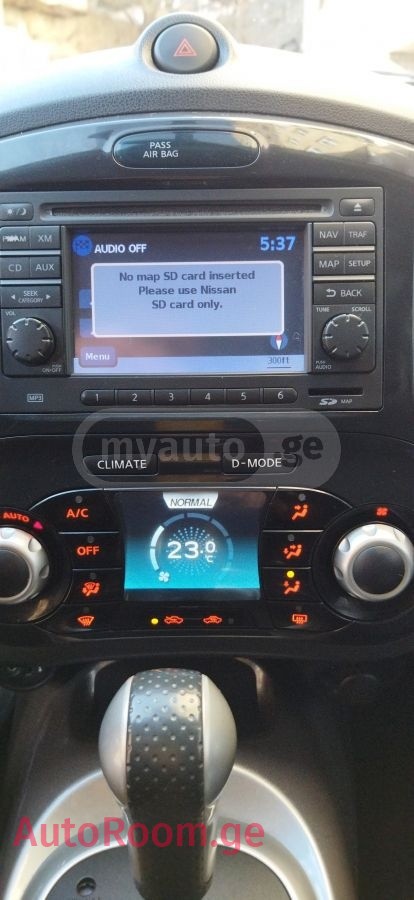 PASS
AIR BAG
AUDIO OFF 5:37
FM·AM XM
NAV TRAF
No map SD card inserted
Please use Nissan
SD card only.
CD AUX
MAP SETUP
SEEK
CATEGORY
BACK
VOL
TUNE SCROLL
Menu
300ft
ON·OFF
PUSH
AUDIO
MP3
1 2 3 4 5 6
SD MAP
myauto.ge
CLIMATE D-MODE
NORMAL
AUTO A/C
OFF
23.0
°C
AutoRoom.ge